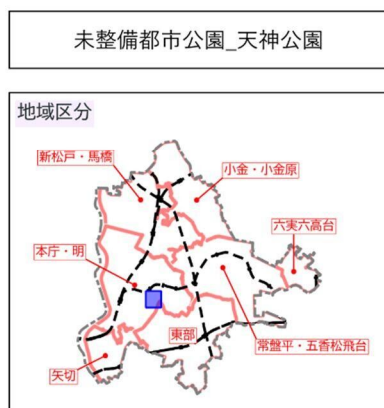 未整備都市公園_天神公園
地域区分
新松戸・馬橋
小金・小金原
六実六高台
本庁・明
常盤平・五香松飛台
東部
矢切